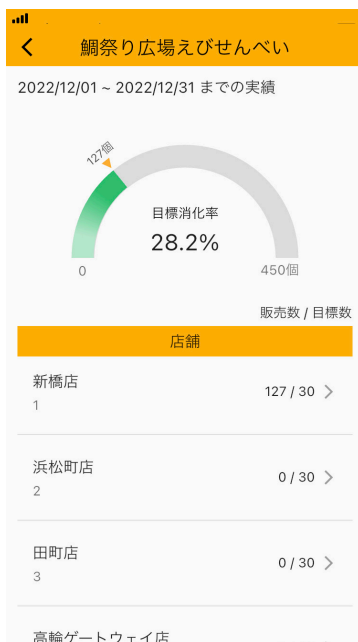 鯛祭り広場えびせんべい
2022/12/01 ~ 2022/12/31 までの実績
127個
目標消化率
28.2%
0
450個
販売数 / 目標数
店舗
新橋店
127 / 30
1
浜松町店
0 / 30
2
田町店
0 / 30
3
高輪ゲートウェイ店